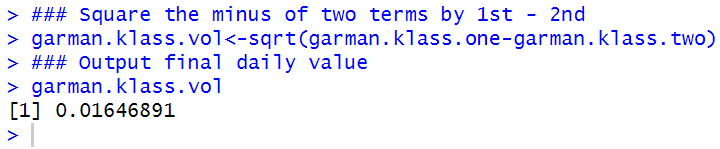 > ### Square the minus of two terms by 1st - 2nd
> garman.klass.vol<-sqrt(garman.klass.one-garman.klass.two)
> ### Output final daily value
> garman.klass.vol
[1] 0.01646891
>